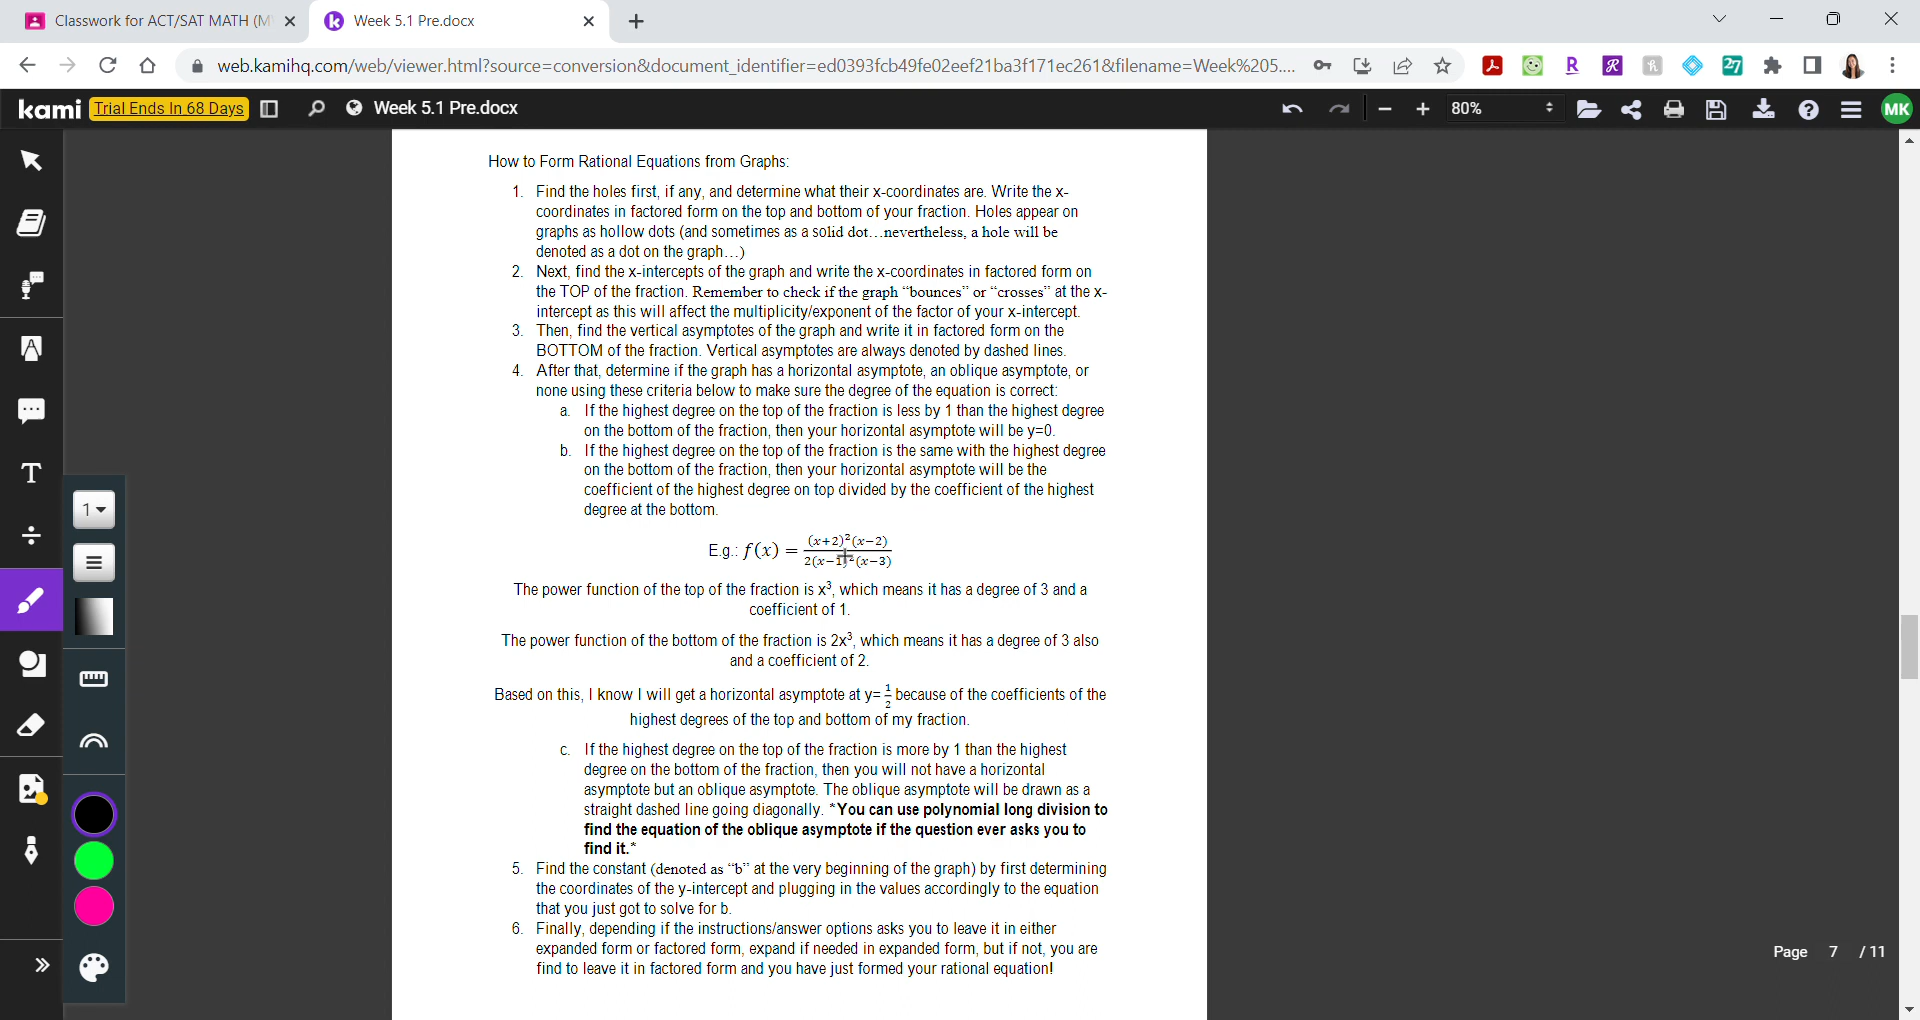 Classwork for ACT/SAT MATH (M
Week 5.1 Pre.docx
web.kamihq.com/web/viewer.html?source=conversion&document_identifier=ed0393fcb49fe02eef21ba3f171ec261&filename=Week%205....
kami Trial Ends In 68 Days Week 5.1 Pre.docx 80% MK
How to Form Rational Equations from Graphs:
1. Find the holes first, if any, and determine what their x-coordinates are. Write the x-
coordinates in factored form on the top and bottom of your fraction. Holes appear on
graphs as hollow dots (and sometimes as a solid dot…nevertheless, a hole will be
denoted as a dot on the graph…)
2. Next, find the x-intercepts of the graph and write the x-coordinates in factored form on
the TOP of the fraction. Remember to check if the graph “bounces” or “crosses” at the x-
intercept as this will affect the multiplicity/exponent of the factor of your x-intercept.
3. Then, find the vertical asymptotes of the graph and write it in factored form on the
BOTTOM of the fraction. Vertical asymptotes are always denoted by dashed lines.
4. After that, determine if the graph has a horizontal asymptote, an oblique asymptote, or
none using these criteria below to make sure the degree of the equation is correct:
a. If the highest degree on the top of the fraction is less by 1 than the highest degree
on the bottom of the fraction, then your horizontal asymptote will be y=0.
b. If the highest degree on the top of the fraction is the same with the highest degree
on the bottom of the fraction, then your horizontal asymptote will be the
coefficient of the highest degree on top divided by the coefficient of the highest
degree at the bottom.
E.g.: f(x) = (x+2)²(x−2) / 2(x−1)²(x−3)
The power function of the top of the fraction is x³, which means it has a degree of 3 and a
coefficient of 1.
The power function of the bottom of the fraction is 2x³, which means it has a degree of 3 also
and a coefficient of 2.
Based on this, I know I will get a horizontal asymptote at y= 1/2 because of the coefficients of the
highest degrees of the top and bottom of my fraction.
c. If the highest degree on the top of the fraction is more by 1 than the highest
degree on the bottom of the fraction, then you will not have a horizontal
asymptote but an oblique asymptote. The oblique asymptote will be drawn as a
straight dashed line going diagonally. *You can use polynomial long division to
find the equation of the oblique asymptote if the question ever asks you to
find it.*
5. Find the constant (denoted as “b” at the very beginning of the graph) by first determining
the coordinates of the y-intercept and plugging in the values accordingly to the equation
that you just got to solve for b.
6. Finally, depending if the instructions/answer options asks you to leave it in either
expanded form or factored form, expand if needed in expanded form, but if not, you are
find to leave it in factored form and you have just formed your rational equation!
1
Page 7 / 11